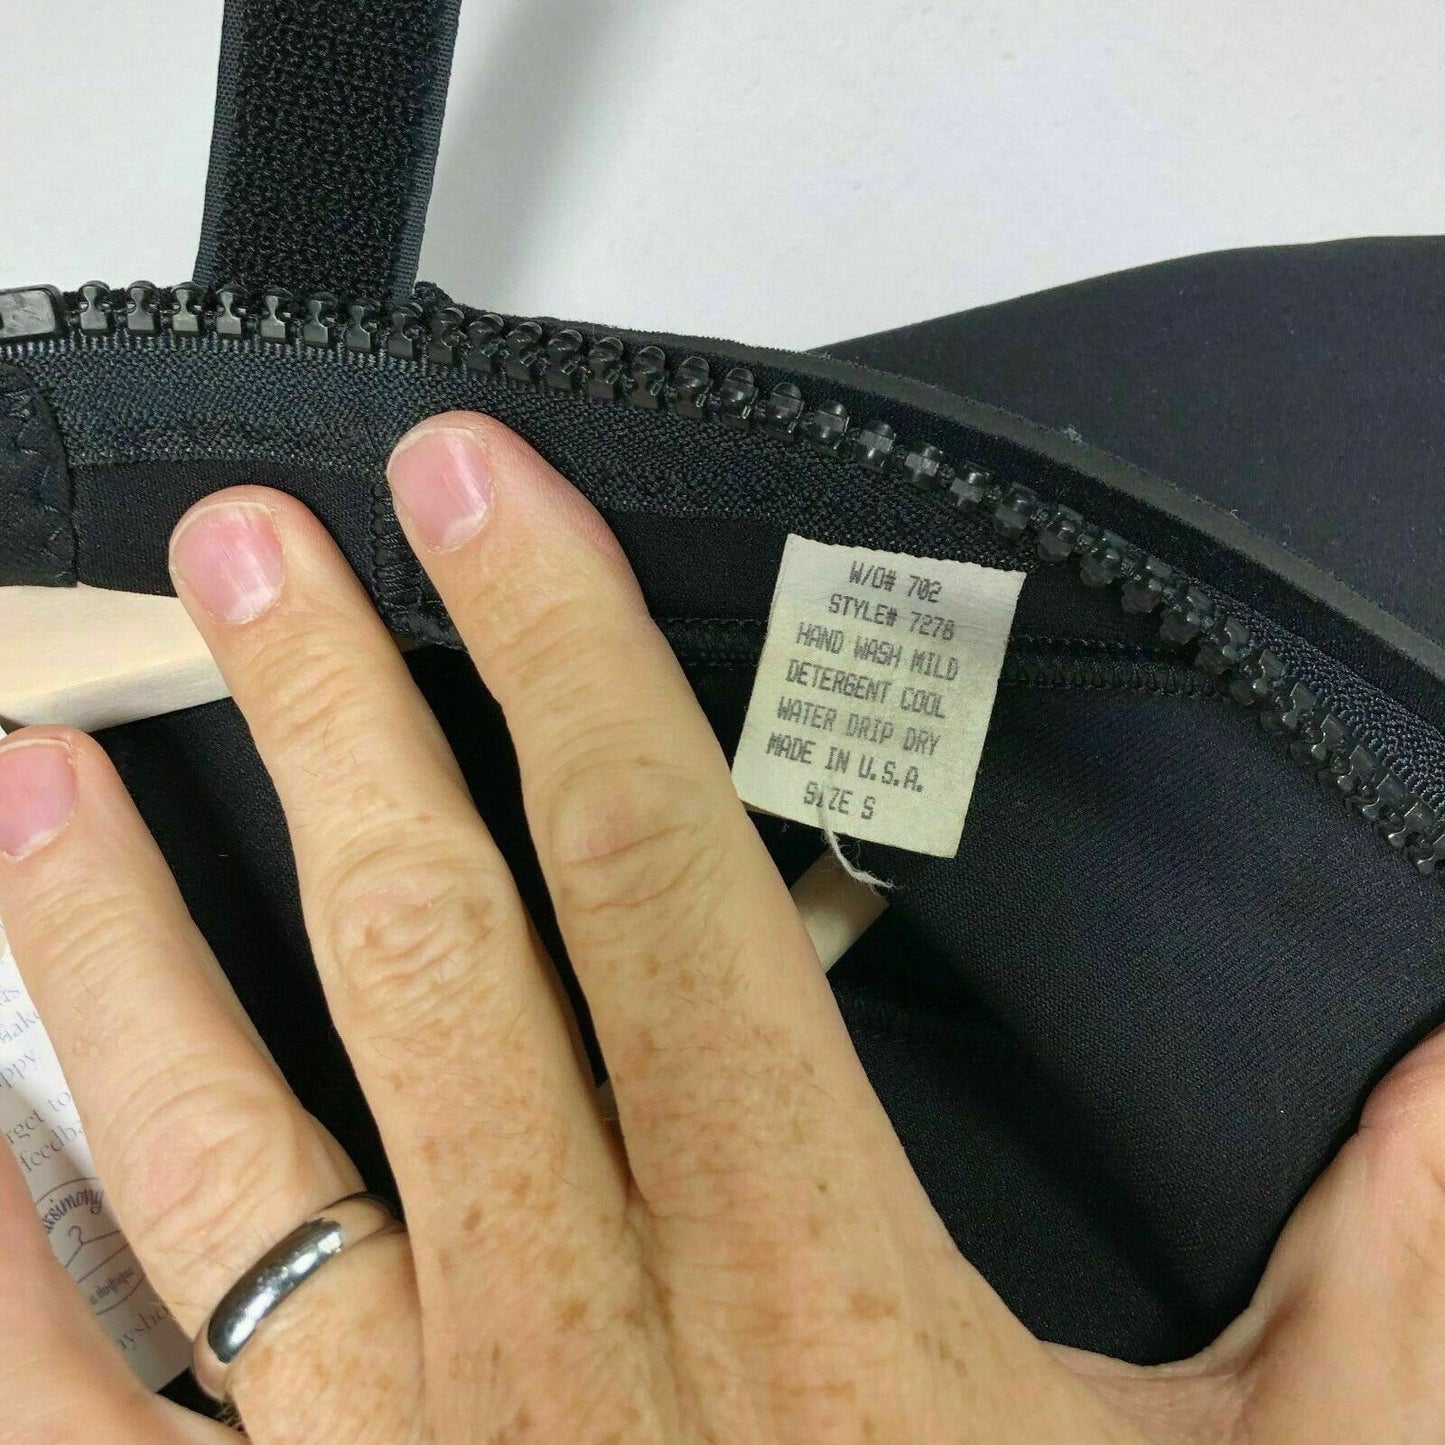 W/O# 702
STYLE# 7278
HAND WASH MILD
DETERGENT COOL
WATER DRIP DRY
MADE IN U.S.A.
SIZE S